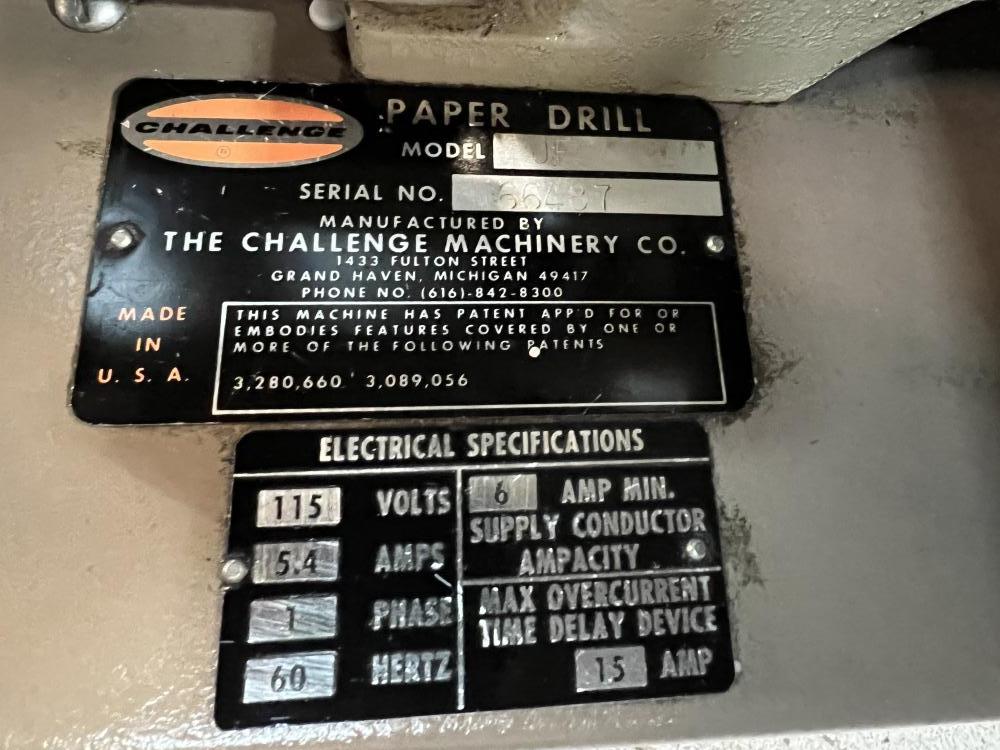 CHALLENGE
®
PAPER DRILL
MODEL JF
SERIAL NO. 66487
MANUFACTURED BY
THE CHALLENGE MACHINERY CO.
1433 FULTON STREET
GRAND HAVEN, MICHIGAN 49417
PHONE NO. (616)-842-8300
MADE
IN
U. S. A.
THIS MACHINE HAS PATENT APP'D FOR OR
EMBODIES FEATURES COVERED BY ONE OR
MORE OF THE FOLLOWING PATENTS
3,280,660 3,089,056
ELECTRICAL SPECIFICATIONS
115 VOLTS
5.4 AMPS
1 PHASE
60 HERTZ
6 AMP MIN.
SUPPLY CONDUCTOR
AMPACITY
MAX OVERCURRENT
TIME DELAY DEVICE
15 AMP